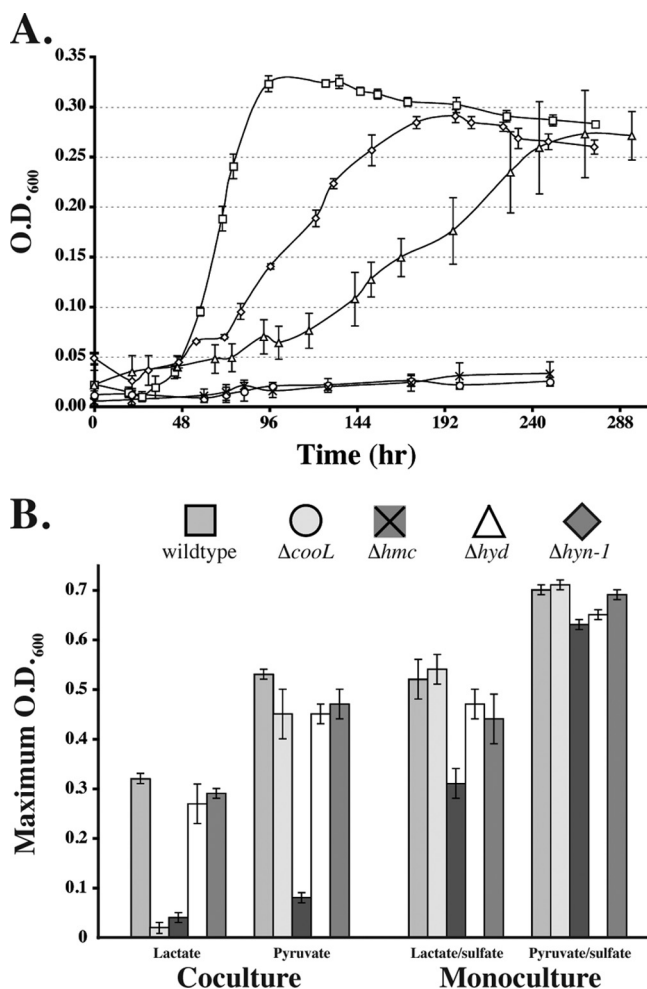 A.
0.35
0.30
0.25
0.20
0.15
0.10
0.05
0.00
O.D.600
0 48 96 144 192 240 288
Time (hr)
B.
wildtype ΔcooL Δhmc Δhyd Δhyn-1
0.7
0.6
0.5
0.4
0.3
0.2
0.1
0
Maximum O.D.600
Lactate Pyruvate Lactate/sulfate Pyruvate/sulfate
Coculture Monoculture